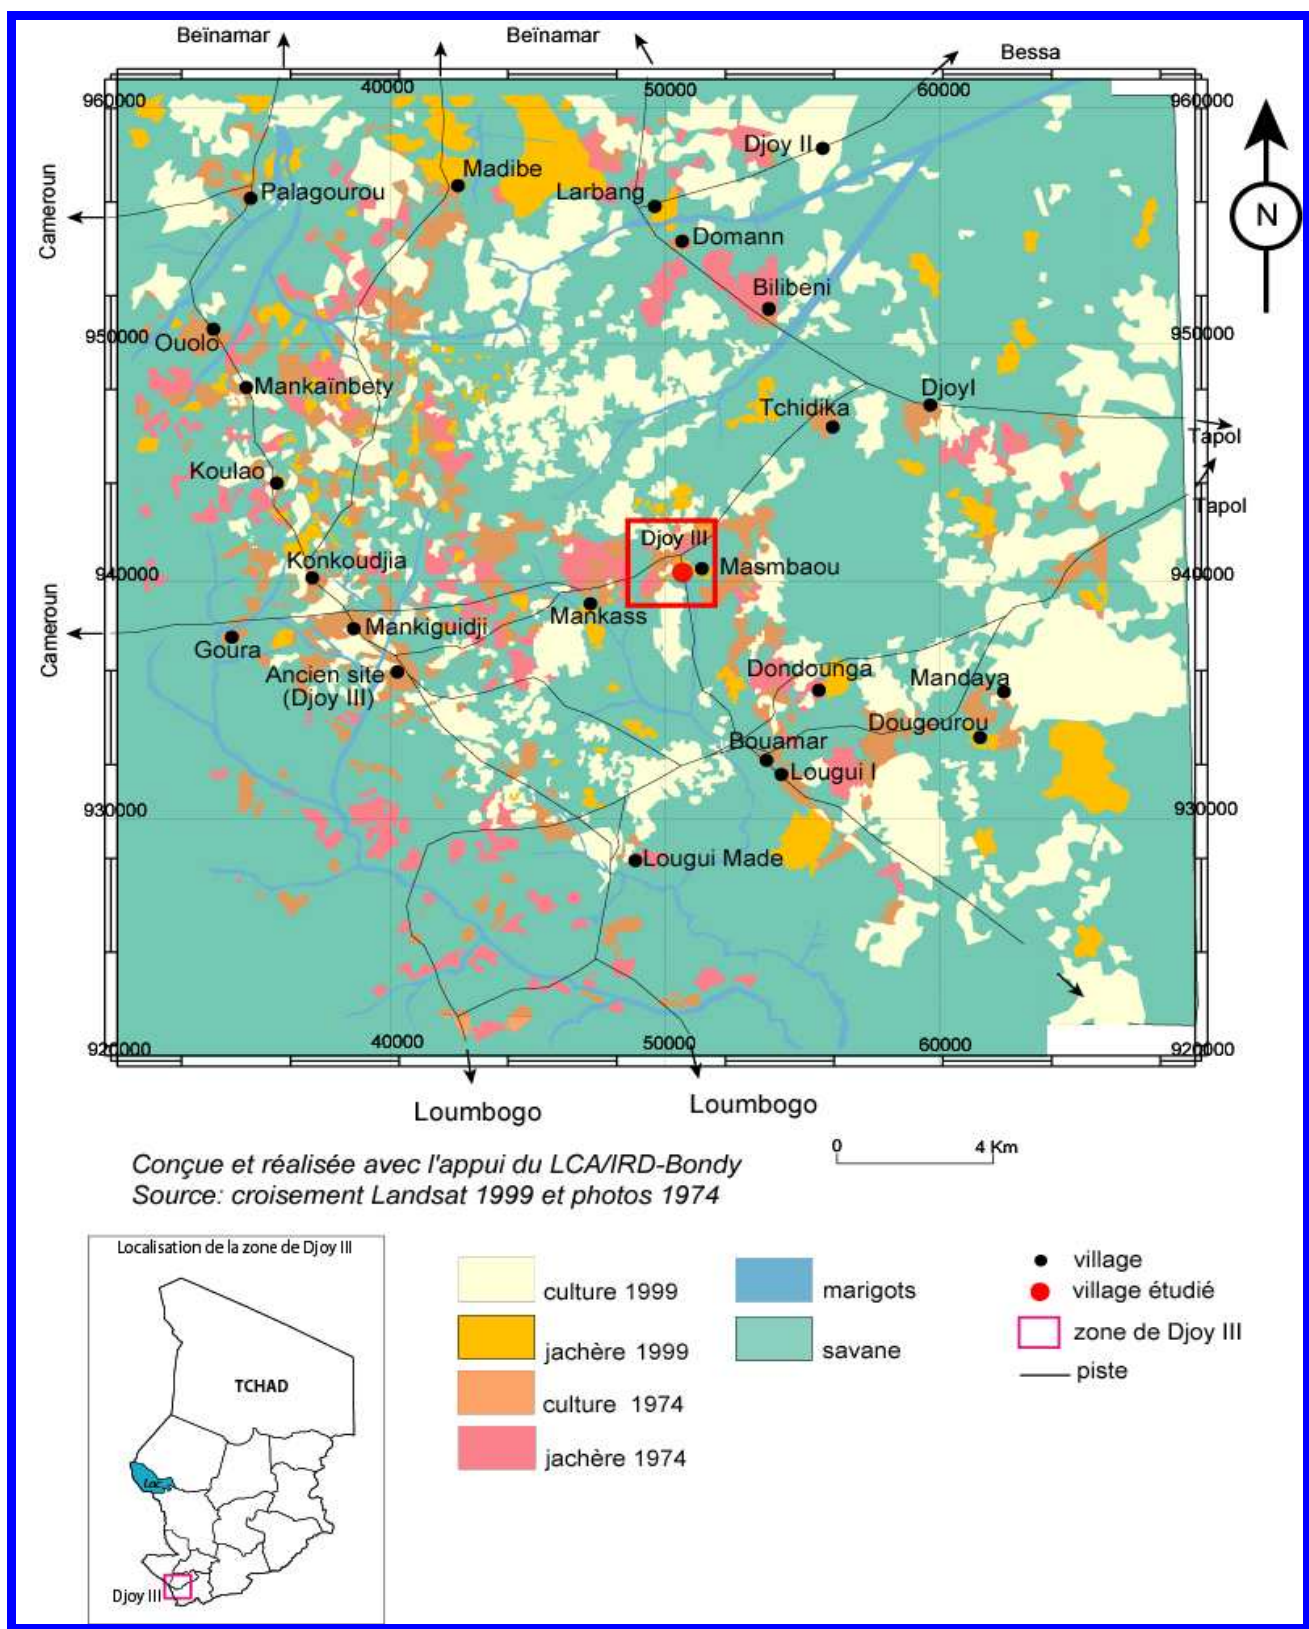 Beïnamar
Beïnamar
Bessa
40000
50000
60000
960000
960000
Djoy II
Madibe
Palagourou
Larbang
Cameroun
N
Domann
Bilibeni
Ouolo
950000
950000
Mankaïnbety
DjoyI
Tchidika
Tapol
Koulao
Tapol
Djoy III
Konkoudjia
Masmbaou
940000
940000
Mankass
Mankiguidji
Cameroun
Goura
Ancien site
(Djoy III)
Dondounga
Mandaya
Dougourou
Bouamar
Lougui I
930000
930000
Lougui Made
920000
40000
50000
60000
920000
Loumbogo
Loumbogo
0
4 Km
Conçue et réalisée avec l'appui du LCA/IRD-Bondy
Source: croisement Landsat 1999 et photos 1974
Localisation de la zone de Djoy III
TCHAD
Lac
Djoy III
culture 1999
jachère 1999
culture 1974
jachère 1974
marigots
savane
village
village étudié
zone de Djoy III
piste